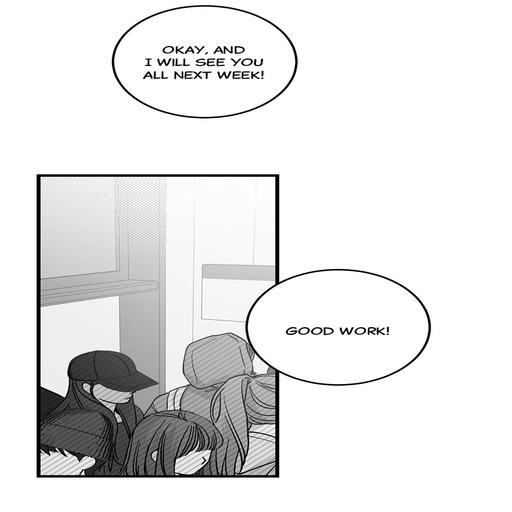 OKAY, AND
I WILL SEE YOU
ALL NEXT WEEK!
GOOD WORK!